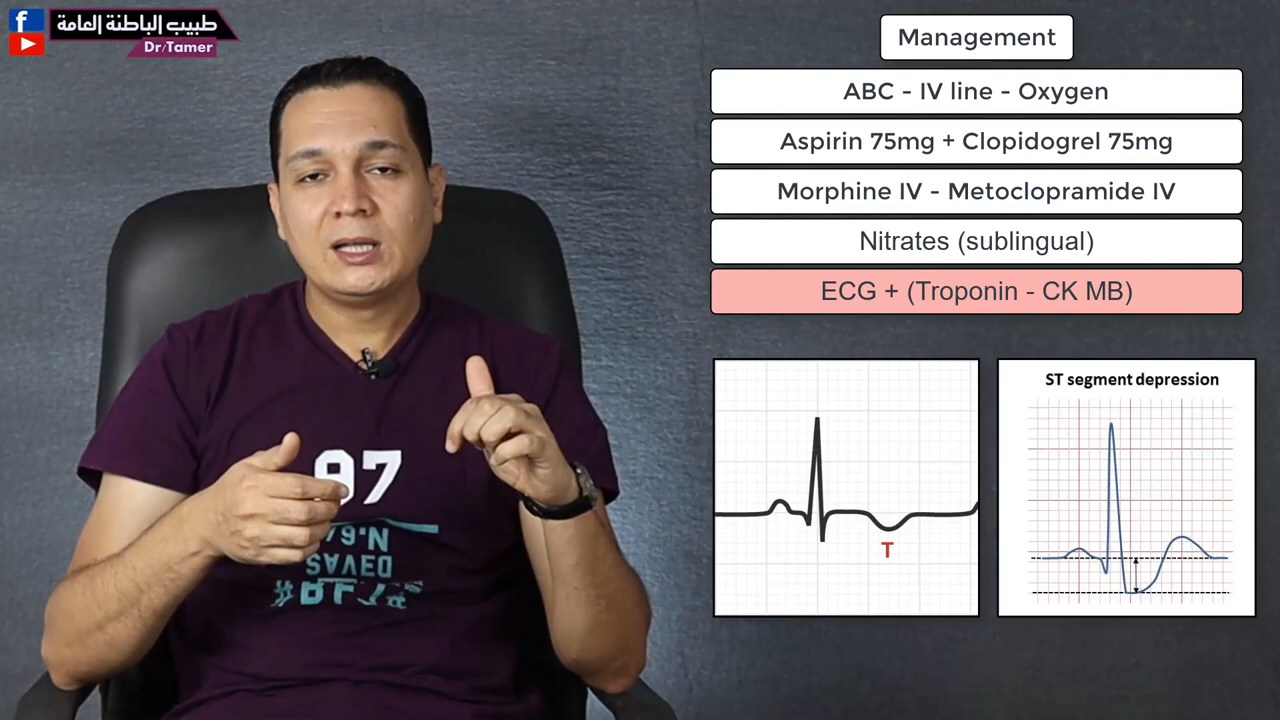 f
طبيب الباطنة العامة
Dr/Tamer
Management
ABC - IV line - Oxygen
Aspirin 75mg + Clopidogrel 75mg
Morphine IV - Metoclopramide IV
Nitrates (sublingual)
ECG + (Troponin - CK MB)
T
ST segment depression
97
SAVED